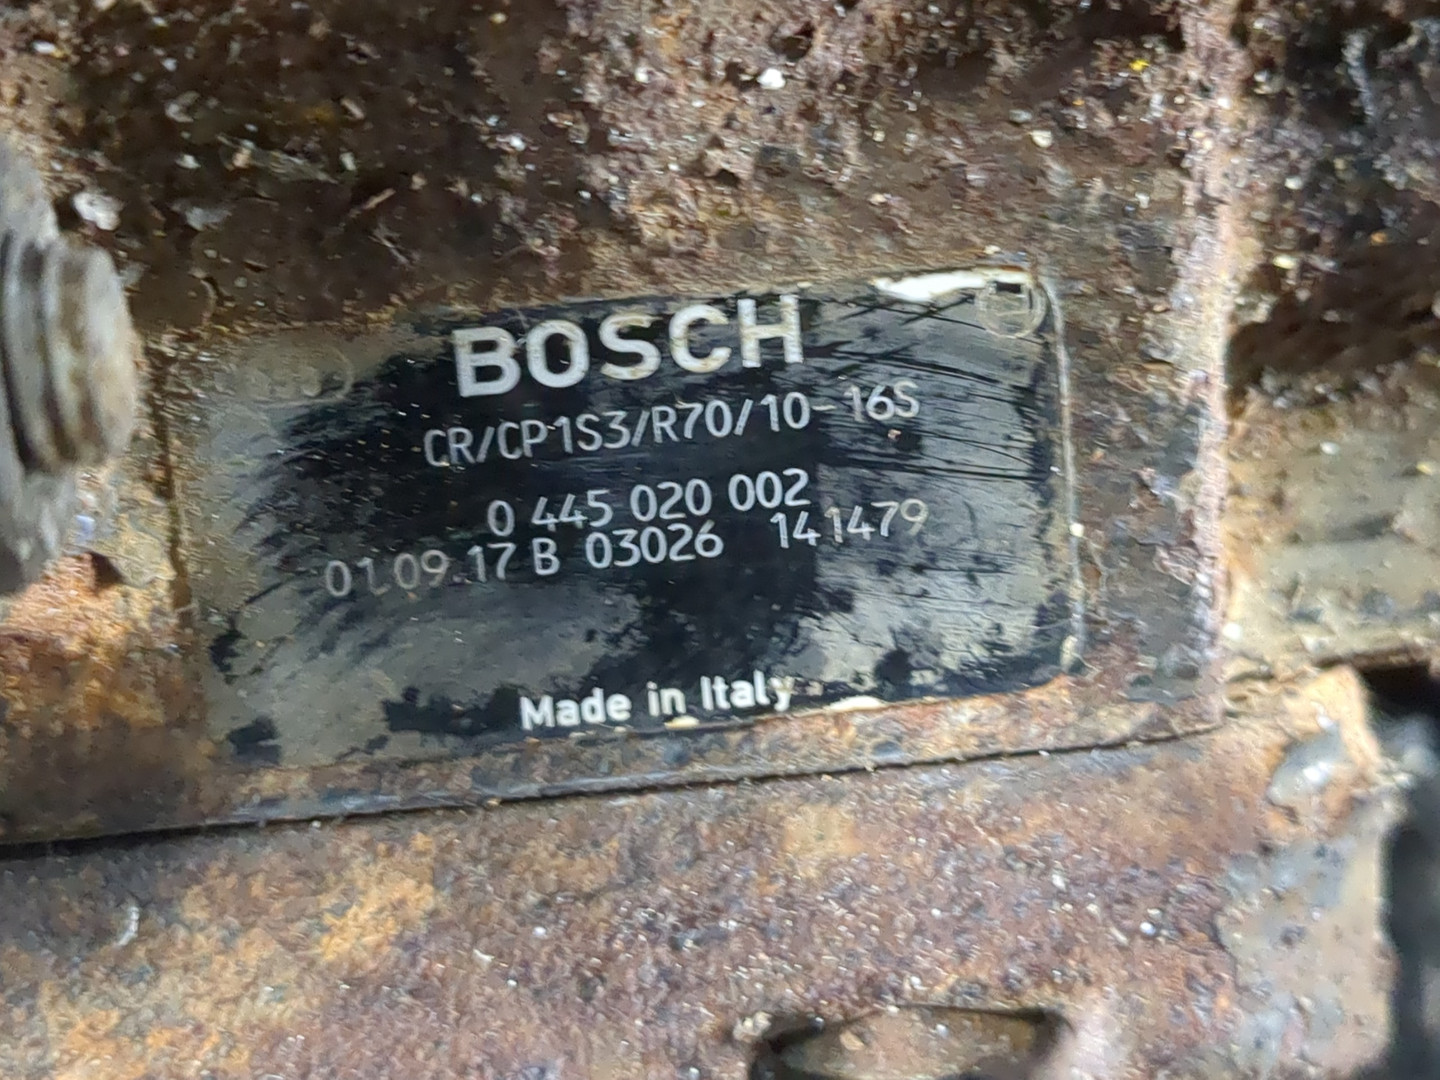 BOSCH
CR/CP1S3/R70/10-16S
0 445 020 002
01.09.17 B 03026 141479
Made in Italy